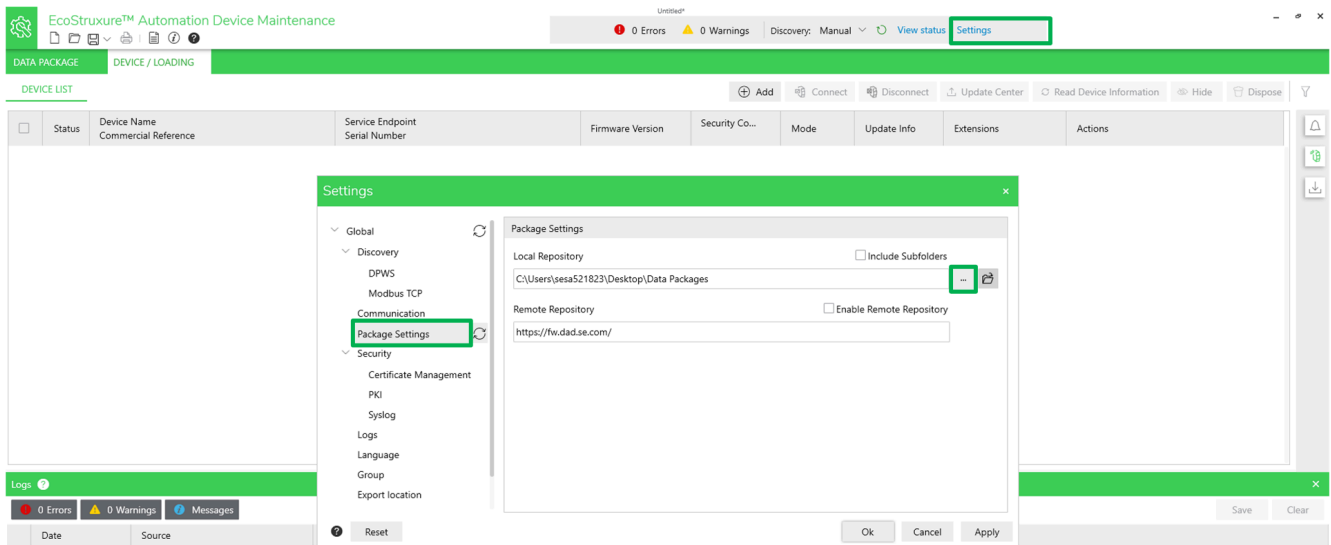 Untitled*
EcoStruxure™ Automation Device Maintenance
0 Errors 0 Warnings Discovery: Manual View status Settings
DATA PACKAGE DEVICE / LOADING
DEVICE LIST
Add Connect Disconnect Update Center Read Device Information Hide Dispose
Status Device Name Service Endpoint Firmware Version Security Co... Mode Update Info Extensions Actions
Commercial Reference Serial Number
Settings
Global
Discovery
DPWS
Modbus TCP
Communication
Package Settings
Security
Certificate Management
PKI
Syslog
Logs
Language
Group
Export location
Package Settings
Local Repository Include Subfolders
C:\Users\sesa521823\Desktop\Data Packages ...
Remote Repository Enable Remote Repository
https://fw.dad.se.com/
Reset Ok Cancel Apply
Logs
0 Errors 0 Warnings Messages Save Clear
Date Source